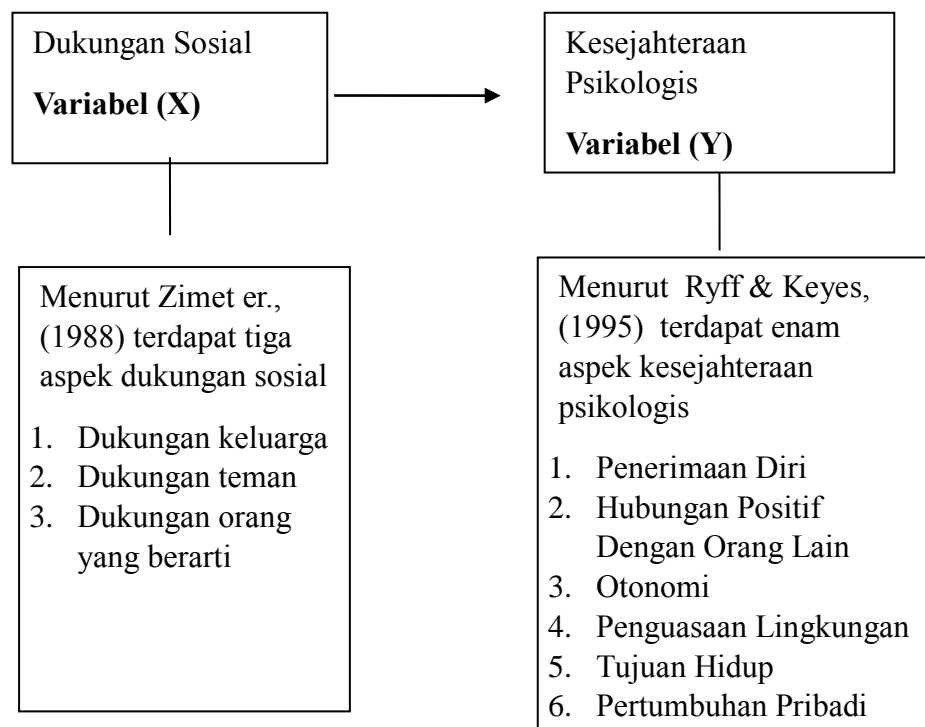 Dukungan Sosial
Variabel (X)
Kesejahteraan
Psikologis
Variabel (Y)
Menurut Zimet er.,
(1988) terdapat tiga
aspek dukungan sosial
1. Dukungan keluarga
2. Dukungan teman
3. Dukungan orang
yang berarti
Menurut Ryff & Keyes,
(1995) terdapat enam
aspek kesejahteraan
psikologis
1. Penerimaan Diri
2. Hubungan Positif
Dengan Orang Lain
3. Otonomi
4. Penguasaan Lingkungan
5. Tujuan Hidup
6. Pertumbuhan Pribadi